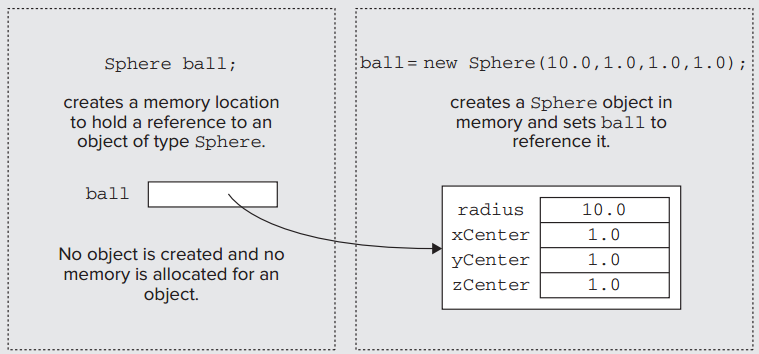 Sphere ball;
creates a memory location
to hold a reference to an
object of type Sphere.
ball
No object is created and no
memory is allocated for an
object.
ball = new Sphere(10.0,1.0,1.0,1.0);
creates a Sphere object in
memory and sets ball to
reference it.
radius 10.0
xCenter 1.0
yCenter 1.0
zCenter 1.0